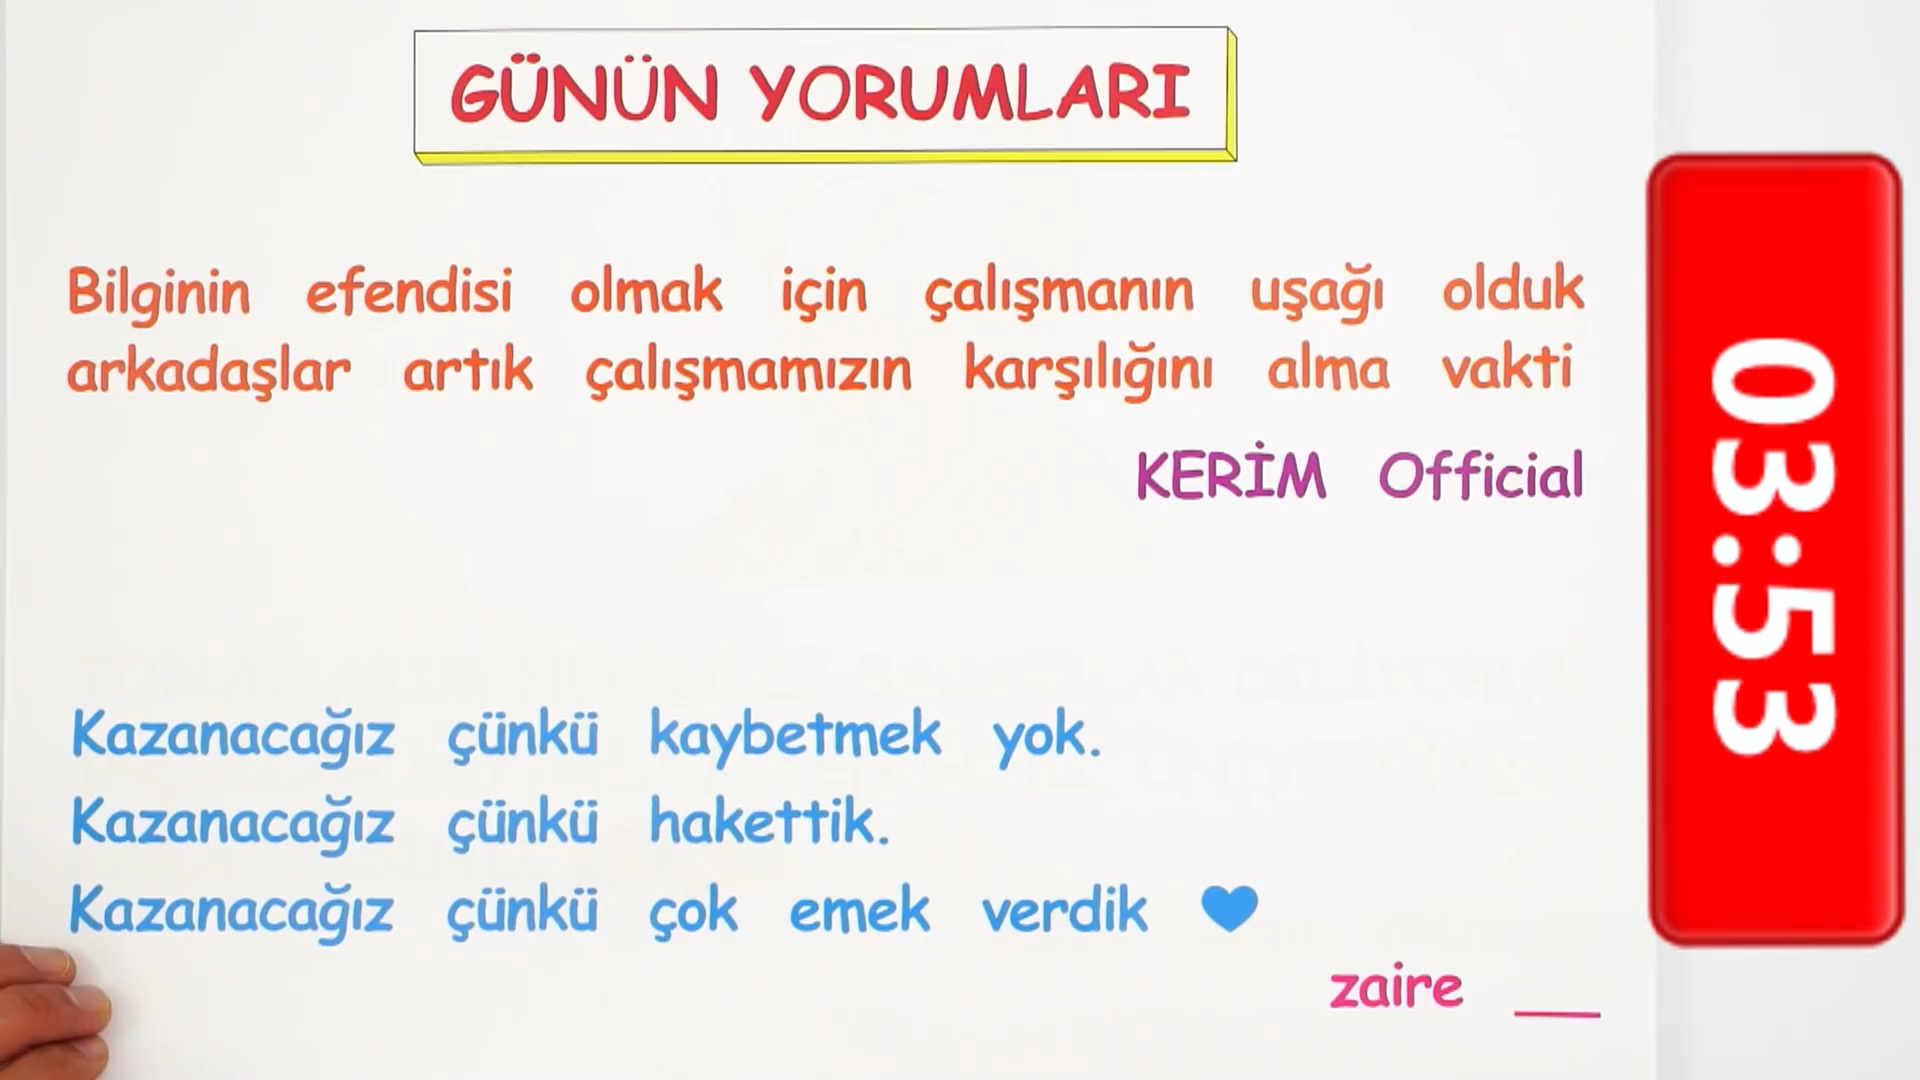 GÜNÜN YORUMLARI
Bilginin efendisi olmak için çalışmanın uşağı olduk
arkadaşlar artık çalışmamızın karşılığını alma vakti
KERİM Official
Kazanacağız çünkü kaybetmek yok.
Kazanacağız çünkü hakettik.
Kazanacağız çünkü çok emek verdik ♥
zaire ___
03:53